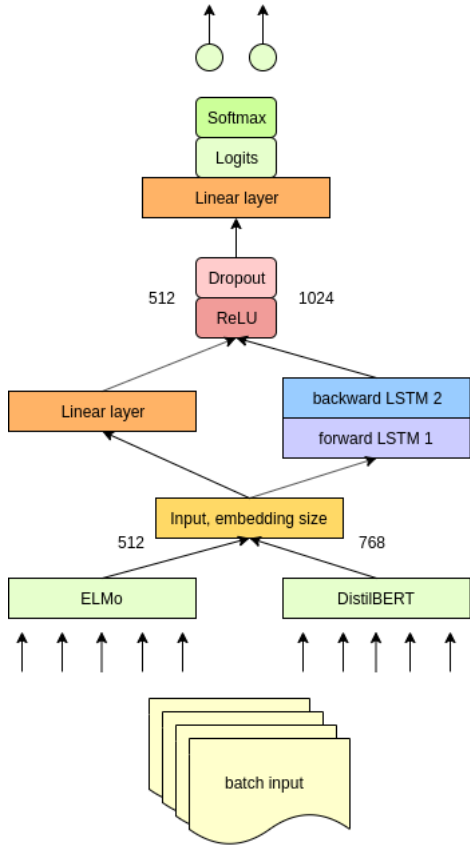 Softmax
Logits
Linear layer
Dropout
512
1024
ReLU
Linear layer
backward LSTM 2
forward LSTM 1
Input, embedding size
512
768
ELMo
DistilBERT
batch input